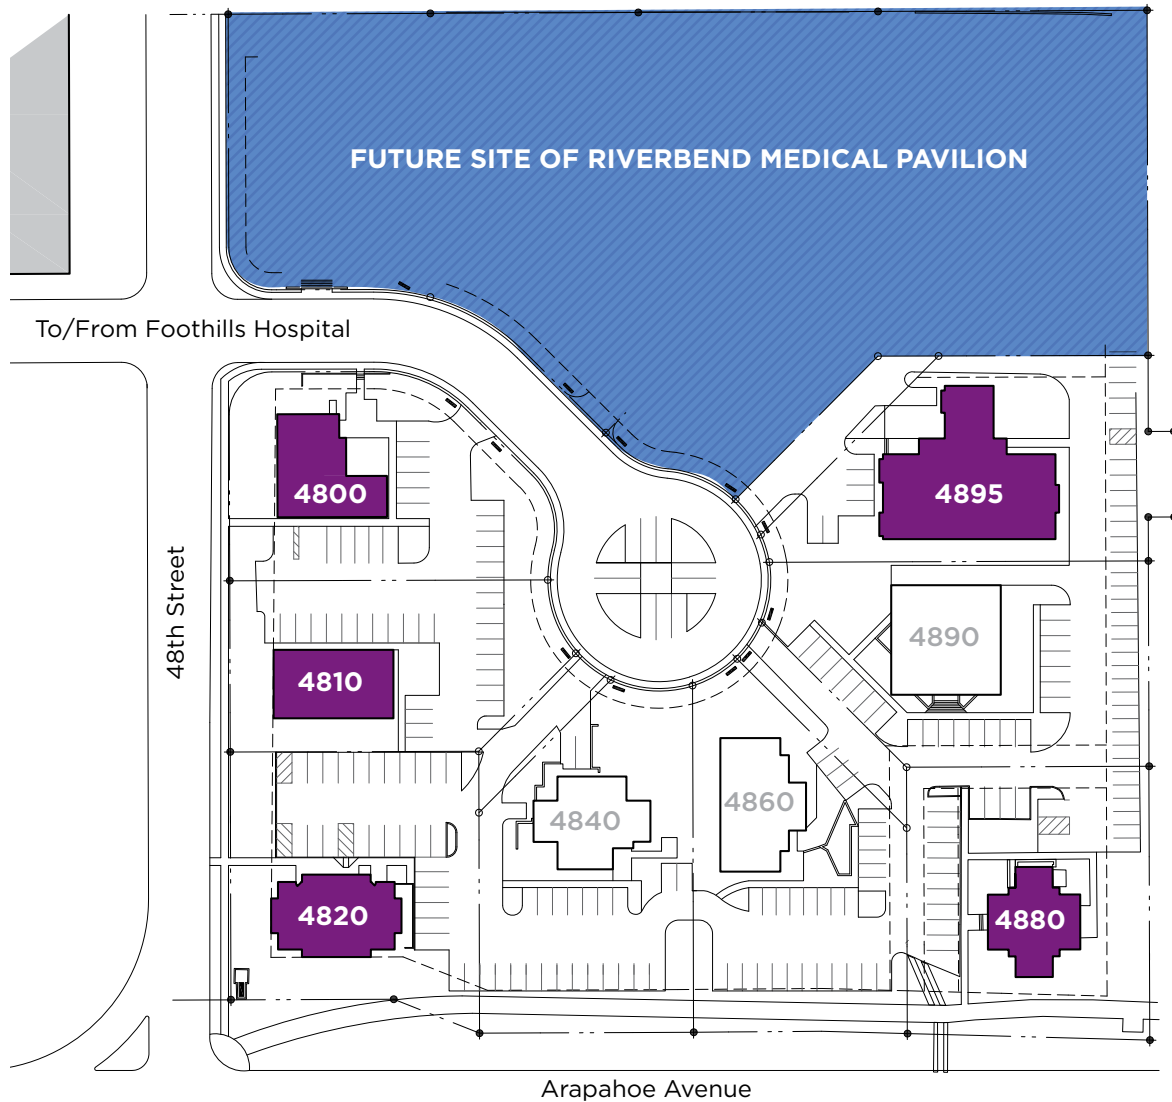 FUTURE SITE OF RIVERBEND MEDICAL PAVILION
To/From Foothills Hospital
4800
4895
48th Street
4890
4810
4860
4840
4820
4880
Arapahoe Avenue